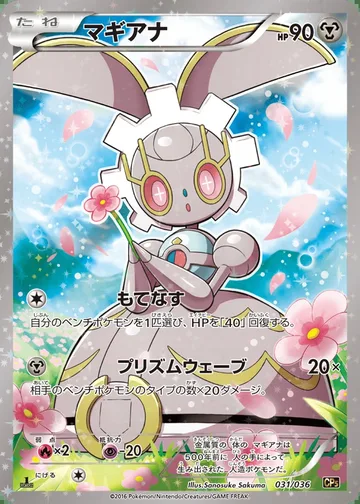 たね
マギアナ
HP90
もてなす
自分のベンチポケモンを1匹選び、HPを「40」回復する。
プリズムウェーブ 20×
相手のベンチポケモンのタイプの数×20ダメージ。
弱点 ×2 抵抗力 -20
にげる
金属質の 体の マギアナは
500年前に 人の手によって
生み出された、人造ポケモンだ。
Illus. Sanosuke Sakuma 031/036
©2016 Pokémon/Nintendo/Creatures/GAME FREAK.